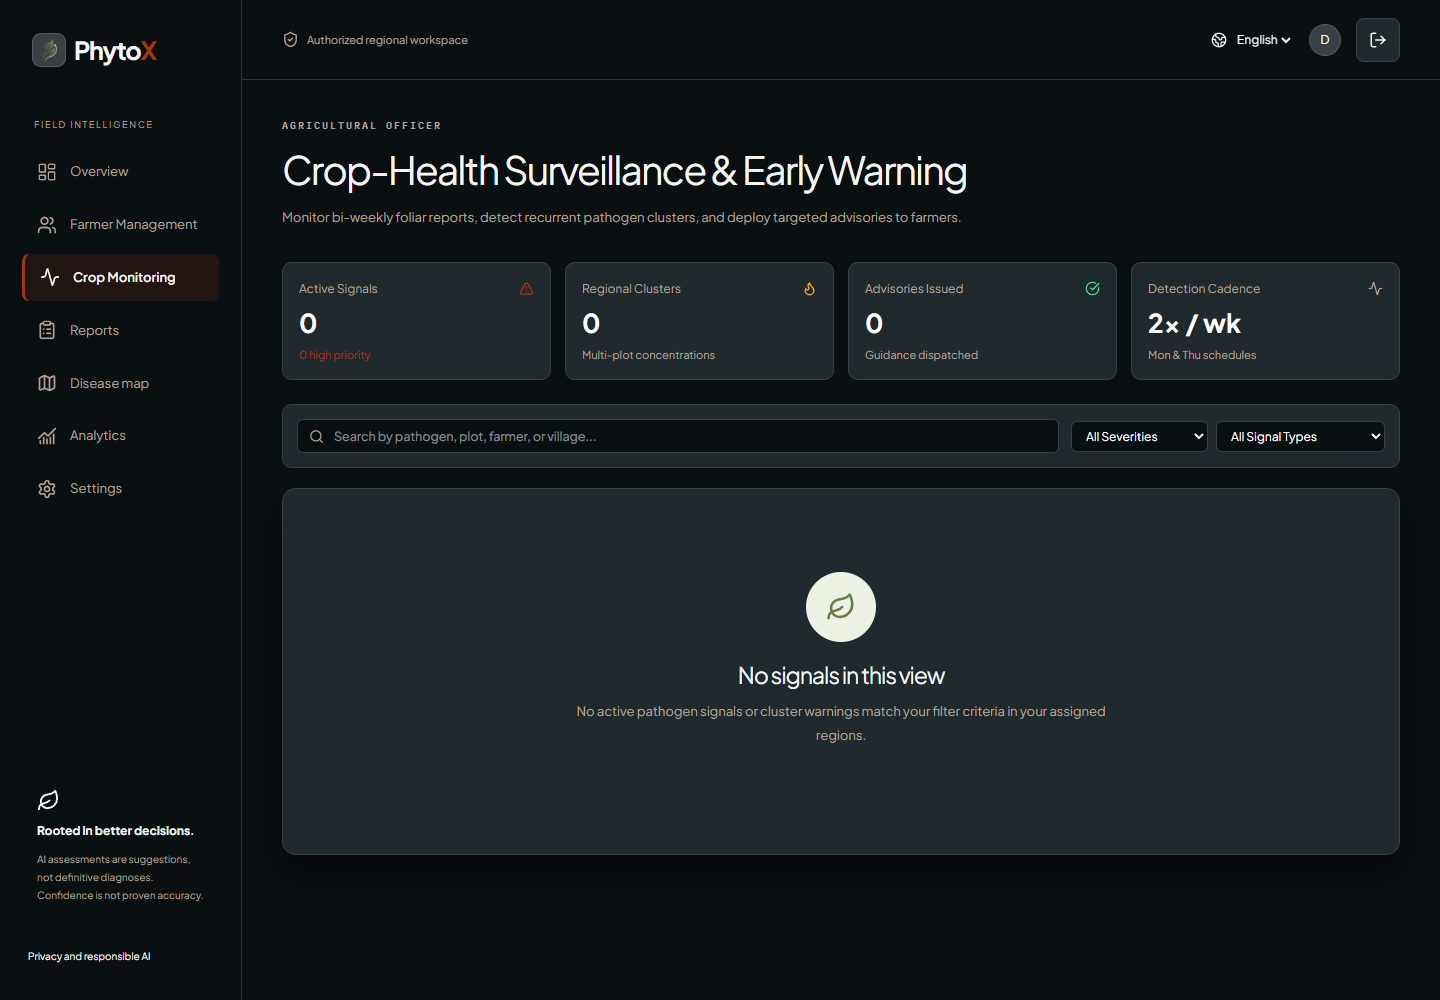 PhytoX
FIELD INTELLIGENCE
Overview
Farmer Management
Crop Monitoring
Reports
Disease map
Analytics
Settings
Rooted in better decisions.
AI assessments are suggestions,
not definitive diagnoses.
Confidence is not proven accuracy.
Privacy and responsible AI
Authorized regional workspace
English
D
AGRICULTURAL OFFICER
Crop-Health Surveillance & Early Warning
Monitor bi-weekly foliar reports, detect recurrent pathogen clusters, and deploy targeted advisories to farmers.
Active Signals
0
0 high priority
Regional Clusters
0
Multi-plot concentrations
Advisories Issued
0
Guidance dispatched
Detection Cadence
2× / wk
Mon & Thu schedules
Search by pathogen, plot, farmer, or village...
All Severities
All Signal Types
No signals in this view
No active pathogen signals or cluster warnings match your filter criteria in your assigned
regions.